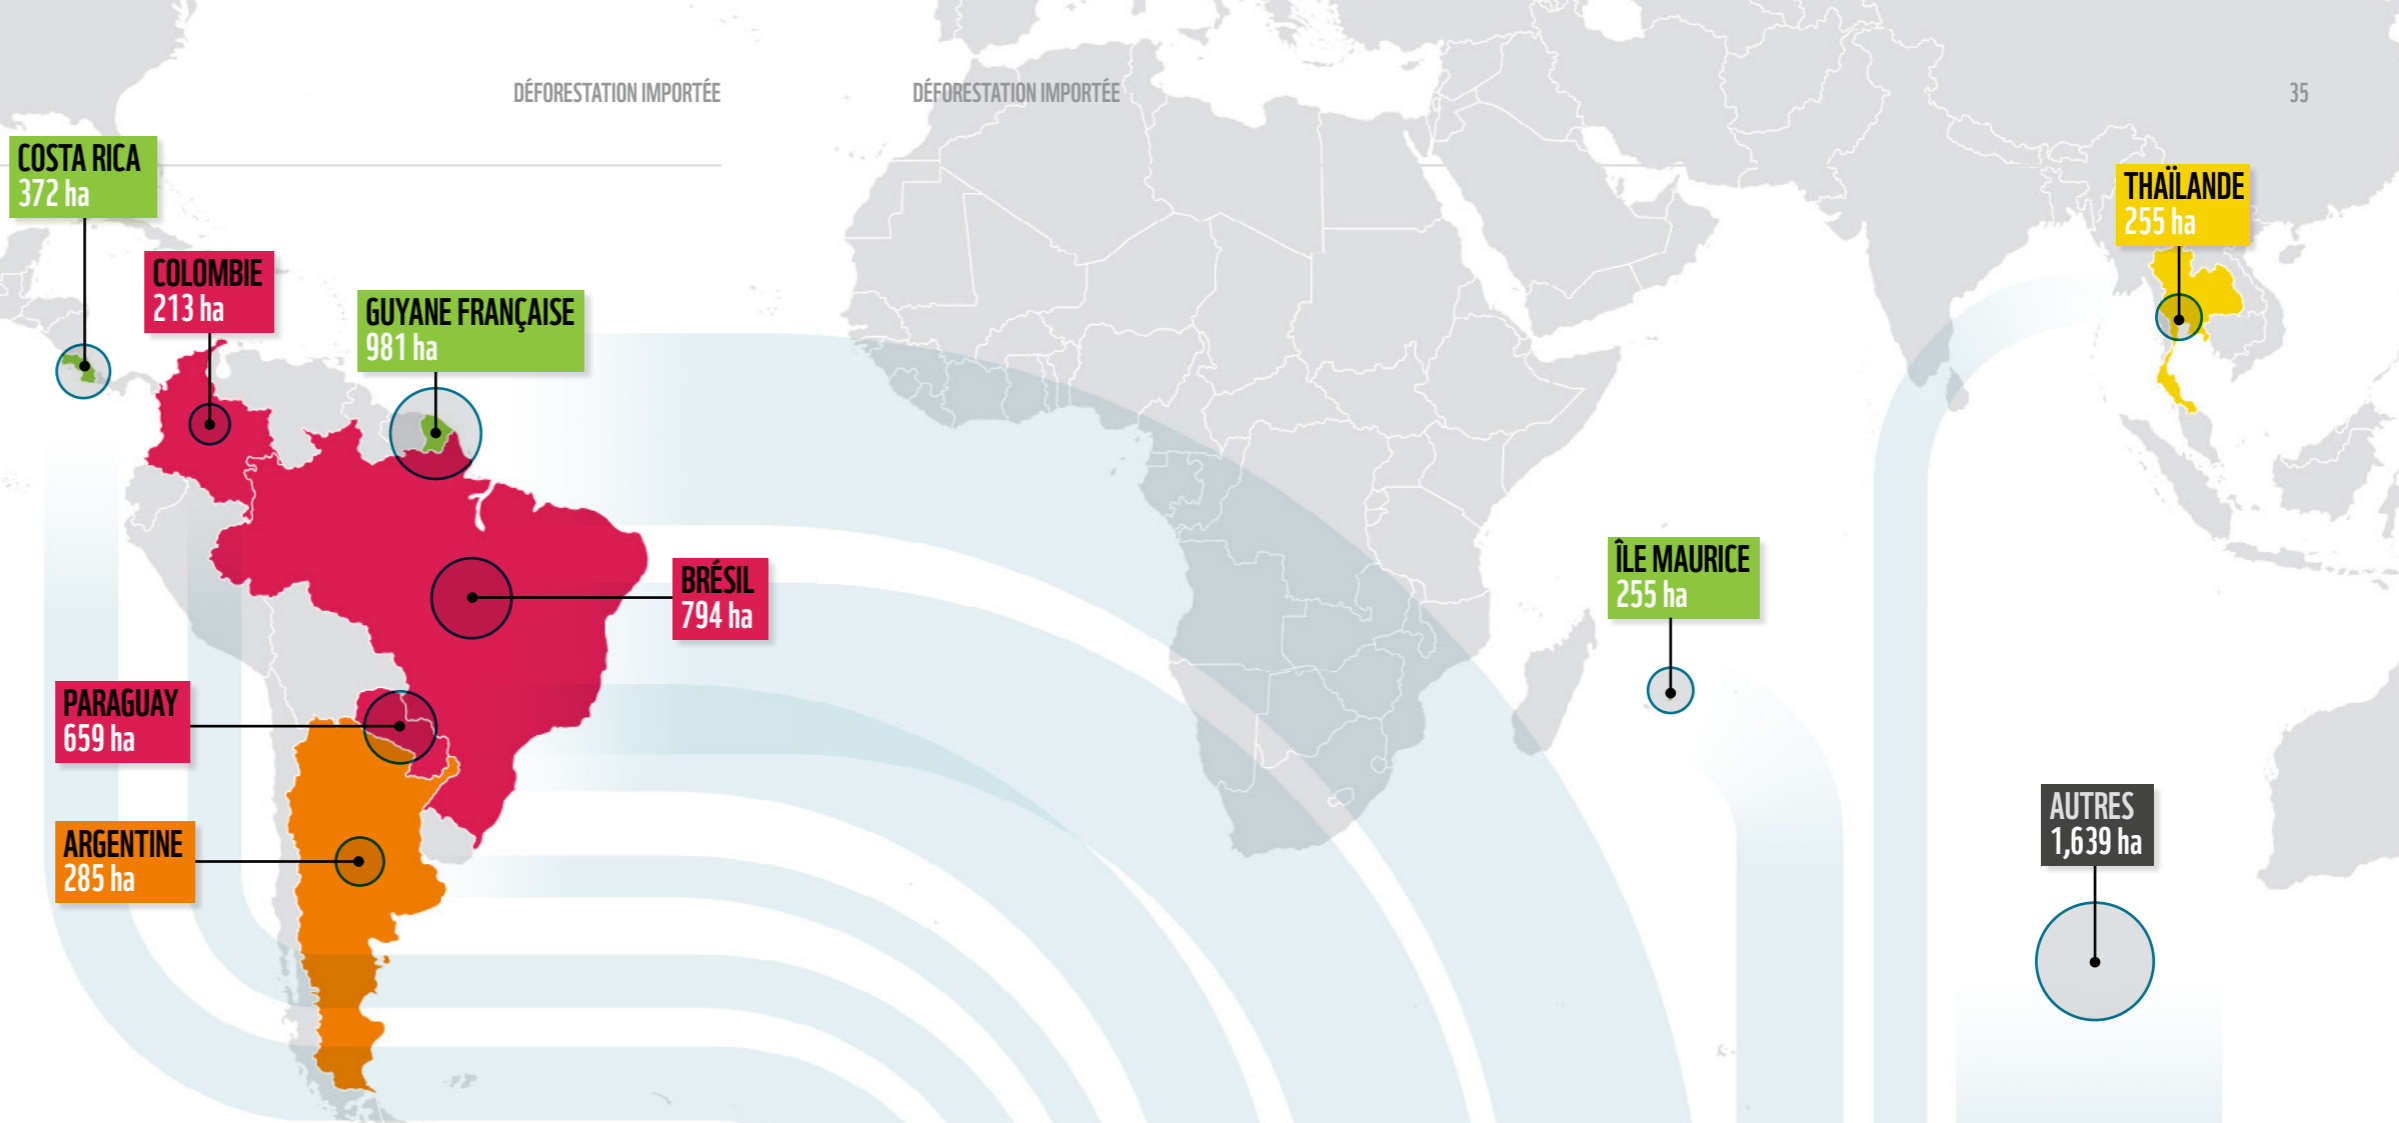 DÉFORESTATION IMPORTÉE
DÉFORESTATION IMPORTÉE
35
COSTA RICA
372 ha
COLOMBIE
213 ha
GUYANE FRANÇAISE
981 ha
THAÏLANDE
255 ha
BRÉSIL
794 ha
ÎLE MAURICE
255 ha
PARAGUAY
659 ha
ARGENTINE
285 ha
AUTRES
1,639 ha